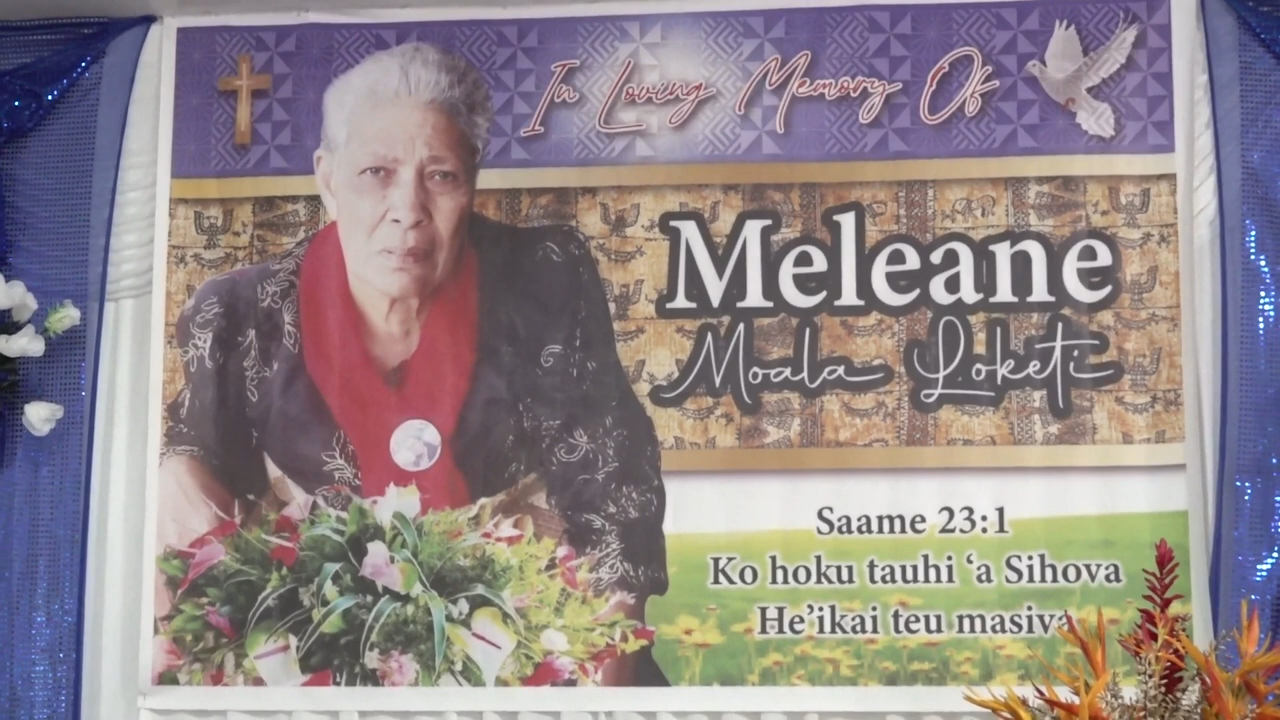 In Loving Memory Of
Meleane
Moala Loketi
Saame 23:1
Ko hoku tauhi ‘a Sihova
He’ikai teu masiva